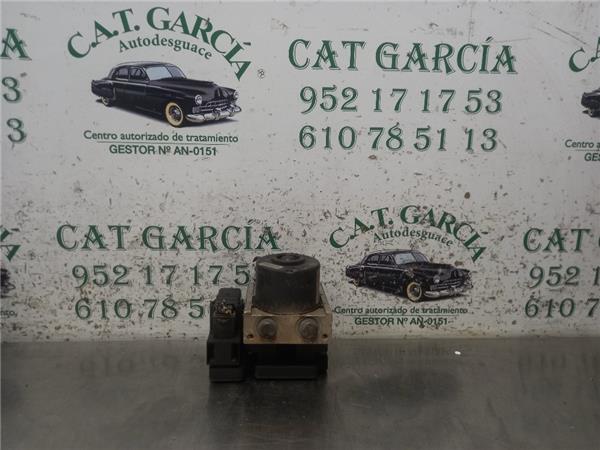 C.A.T. GARCÍA
Autodesguace
Centro autorizado de tratamiento
GESTOR Nº AN-0151
CAT GARCÍA
952 17 17 53
610 78 51 13
CAT GARCÍA
952 17 17 5
610 78 5
C.A.T. GARCÍA
Autodesguace
Centro autorizado de tratamiento
GESTOR Nº AN-0151
CAT GAR
952 17
610 78